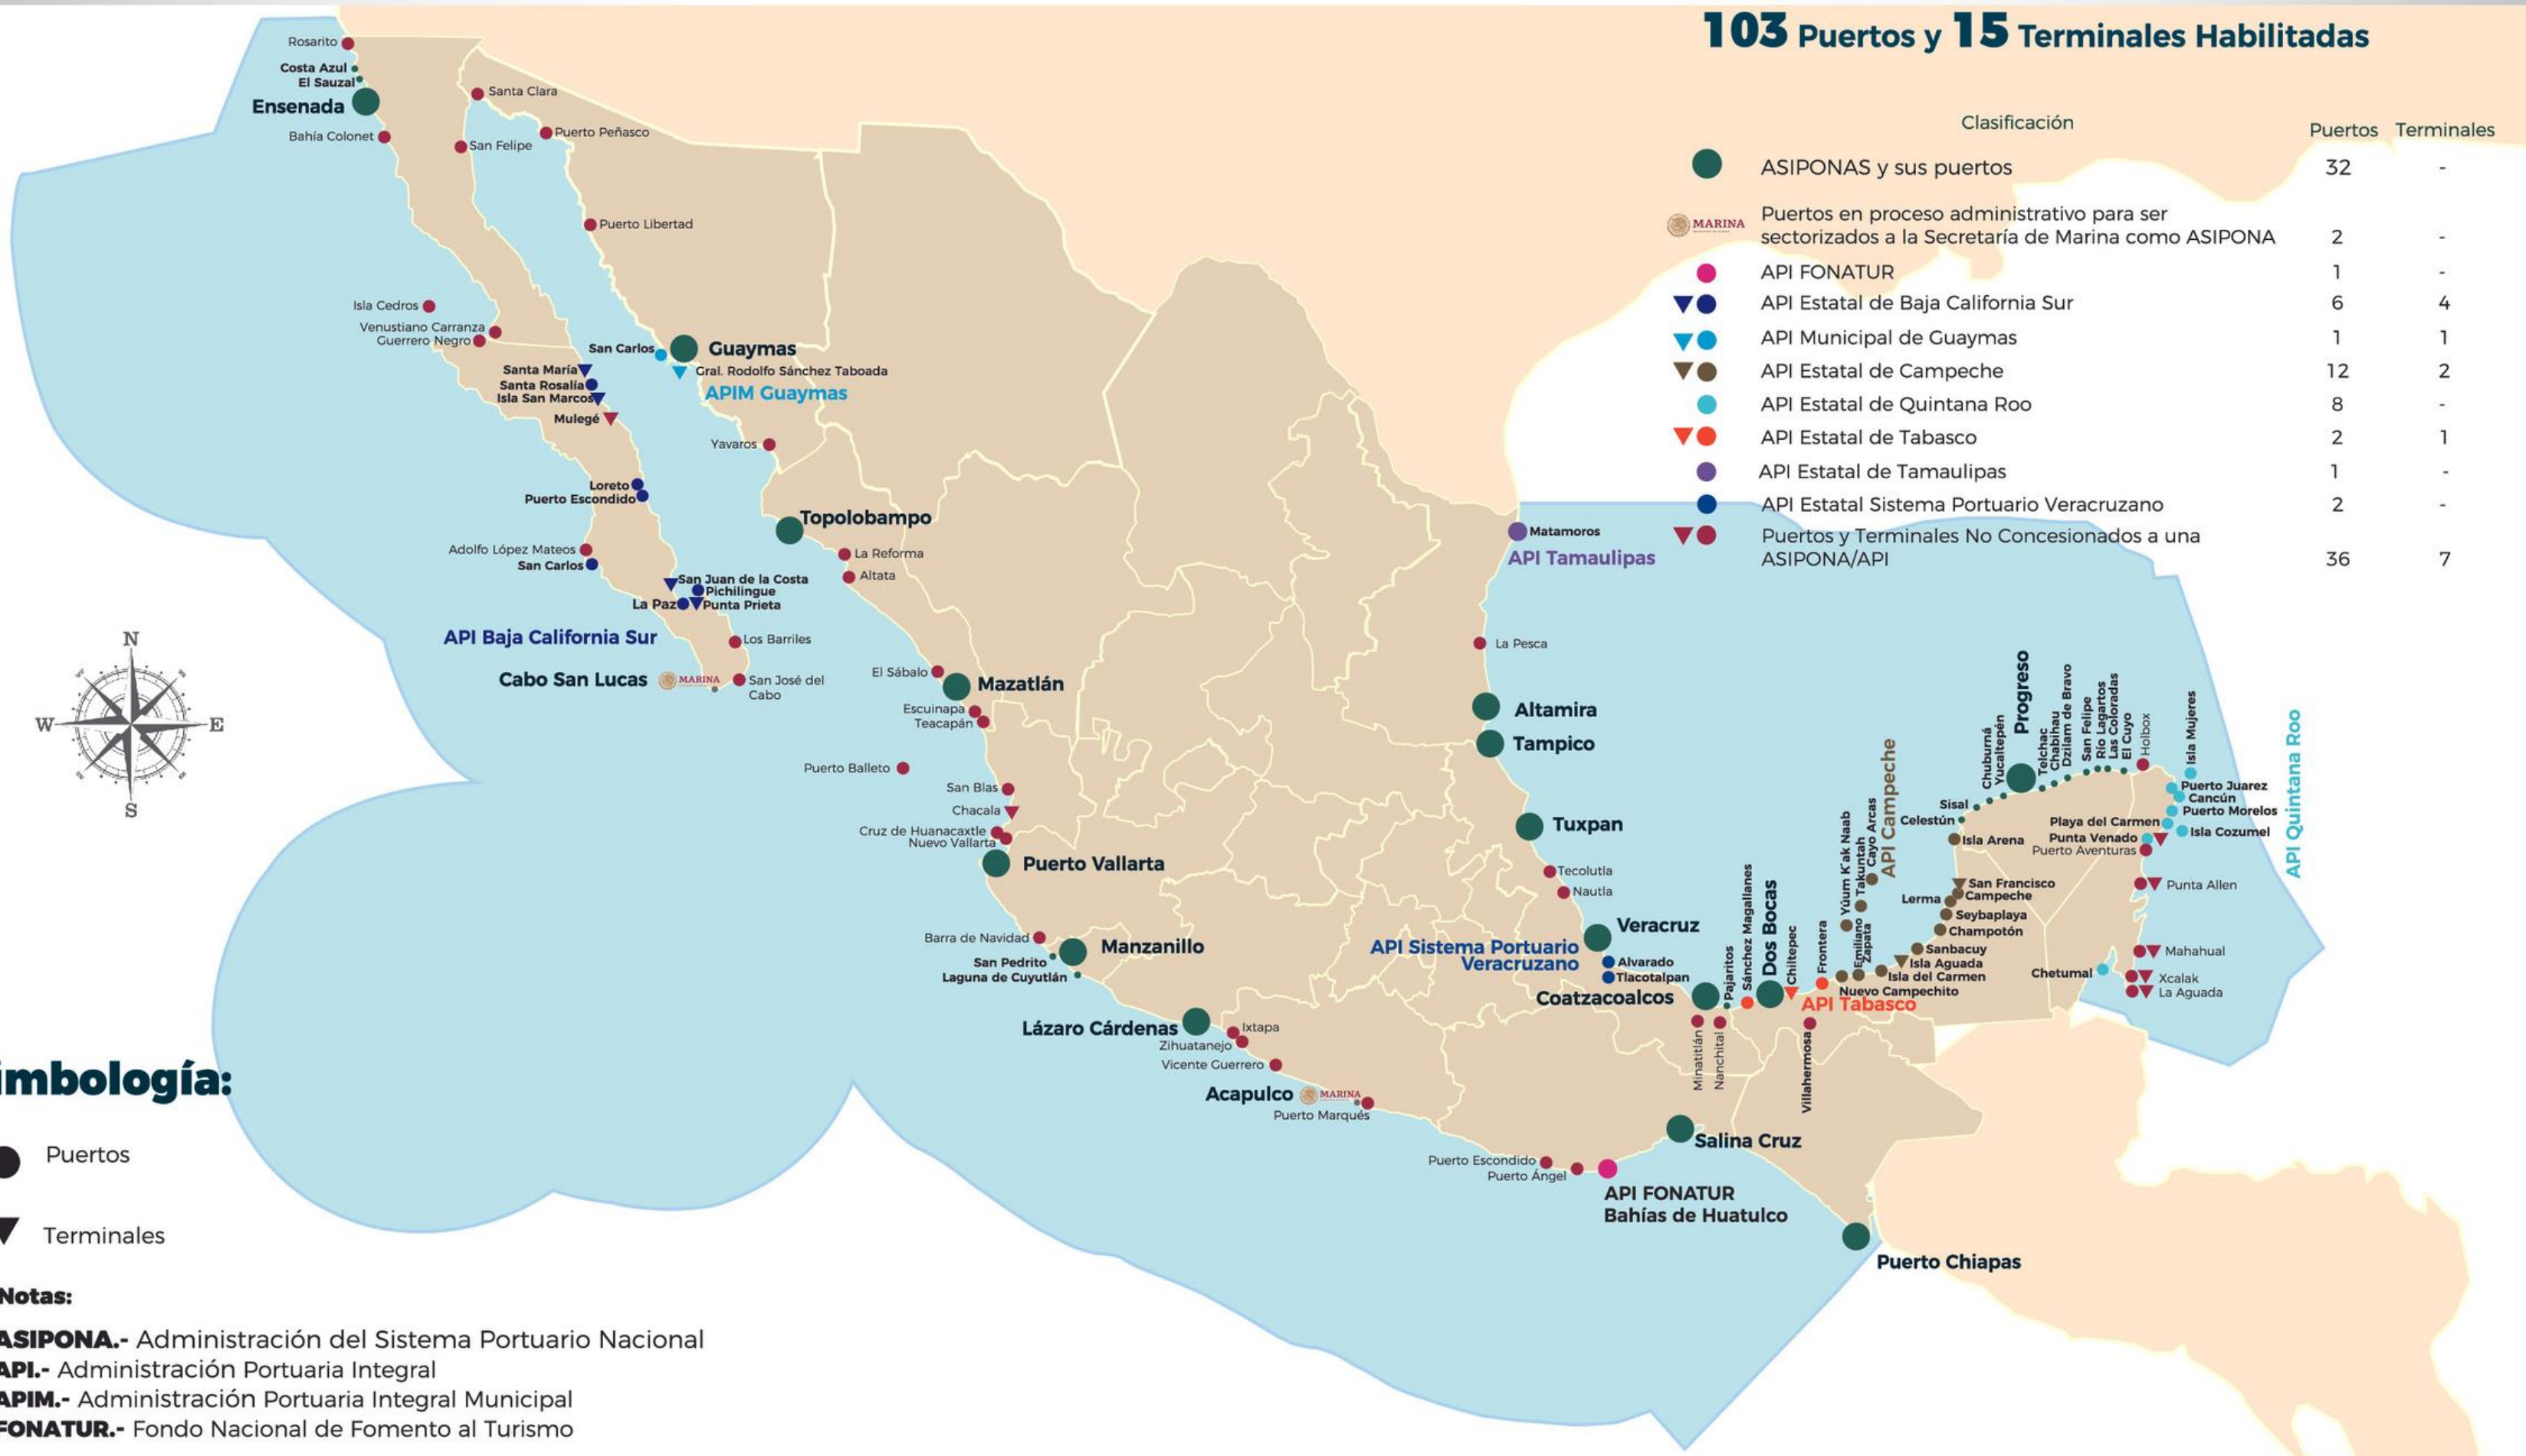 103 Puertos y 15 Terminales Habilitadas
Clasificación Puertos Terminales
ASIPONAS y sus puertos 32 -
MARINA Puertos en proceso administrativo para ser
sectorizados a la Secretaría de Marina como ASIPONA 2 -
API FONATUR 1 -
API Estatal de Baja California Sur 6 4
API Municipal de Guaymas 1 1
API Estatal de Campeche 12 2
API Estatal de Quintana Roo 8 -
API Estatal de Tabasco 2 1
API Estatal de Tamaulipas 1 -
API Estatal Sistema Portuario Veracruzano 2 -
Puertos y Terminales No Concesionados a una
ASIPONA/API 36 7
Rosarito
Costa Azul
El Sauzal
Ensenada
Bahía Colonet
Santa Clara
San Felipe
Puerto Peñasco
Puerto Libertad
Isla Cedros
Venustiano Carranza
Guerrero Negro
San Carlos
Guaymas
Gral. Rodolfo Sánchez Taboada
APIM Guaymas
Santa María
Santa Rosalía
Isla San Marcos
Mulegé
Yavaros
Loreto
Puerto Escondido
Topolobampo
La Reforma
Altata
Adolfo López Mateos
San Carlos
San Juan de la Costa
Pichilingue
La Paz
Punta Prieta
API Baja California Sur
Los Barriles
Cabo San Lucas
MARINA
San José del
Cabo
N
W
E
S
El Sábalo
Mazatlán
Escuinapa
Teacapán
Puerto Balleto
San Blas
Chacala
Cruz de Huanacaxtle
Nuevo Vallarta
Puerto Vallarta
Barra de Navidad
Manzanillo
San Pedrito
Laguna de Cuyutlán
Lázaro Cárdenas
Ixtapa
Zihuatanejo
Vicente Guerrero
Acapulco
MARINA
Puerto Marqués
Puerto Escondido
Puerto Ángel
API FONATUR
Bahías de Huatulco
Salina Cruz
Puerto Chiapas
Matamoros
API Tamaulipas
La Pesca
Altamira
Tampico
Tuxpan
Tecolutla
Nautla
Veracruz
API Sistema Portuario
Veracruzano
Alvarado
Tlacotalpan
Coatzacoalcos
Pajaritos
Minatitlán
Nanchital
Sánchez Magallanes
Dos Bocas
Chiltepec
Frontera
API Tabasco
Villahermosa
Nuevo Campechito
Emiliano
Zapata
Yúum K'ak Naab
Takuntah
Cayo Arcas
API Campeche
Isla del Carmen
Isla Aguada
Sanbacuy
Champotón
Seybaplaya
Lerma
Campeche
San Francisco
Isla Arena
Celestún
Sisal
Chuburná
Yucaltepén
Progreso
Telchac
Chabihau
Dzilam de Bravo
San Felipe
Río Lagartos
Las Coloradas
El Cuyo
Holbox
Isla Mujeres
Puerto Juarez
Cancún
Puerto Morelos
Playa del Carmen
Isla Cozumel
Punta Venado
Puerto Aventuras
Punta Allen
Mahahual
Chetumal
Xcalak
La Aguada
API Quintana Roo
imbología:
Puertos
Terminales
Notas:
ASIPONA.- Administración del Sistema Portuario Nacional
API.- Administración Portuaria Integral
APIM.- Administración Portuaria Integral Municipal
FONATUR.- Fondo Nacional de Fomento al Turismo